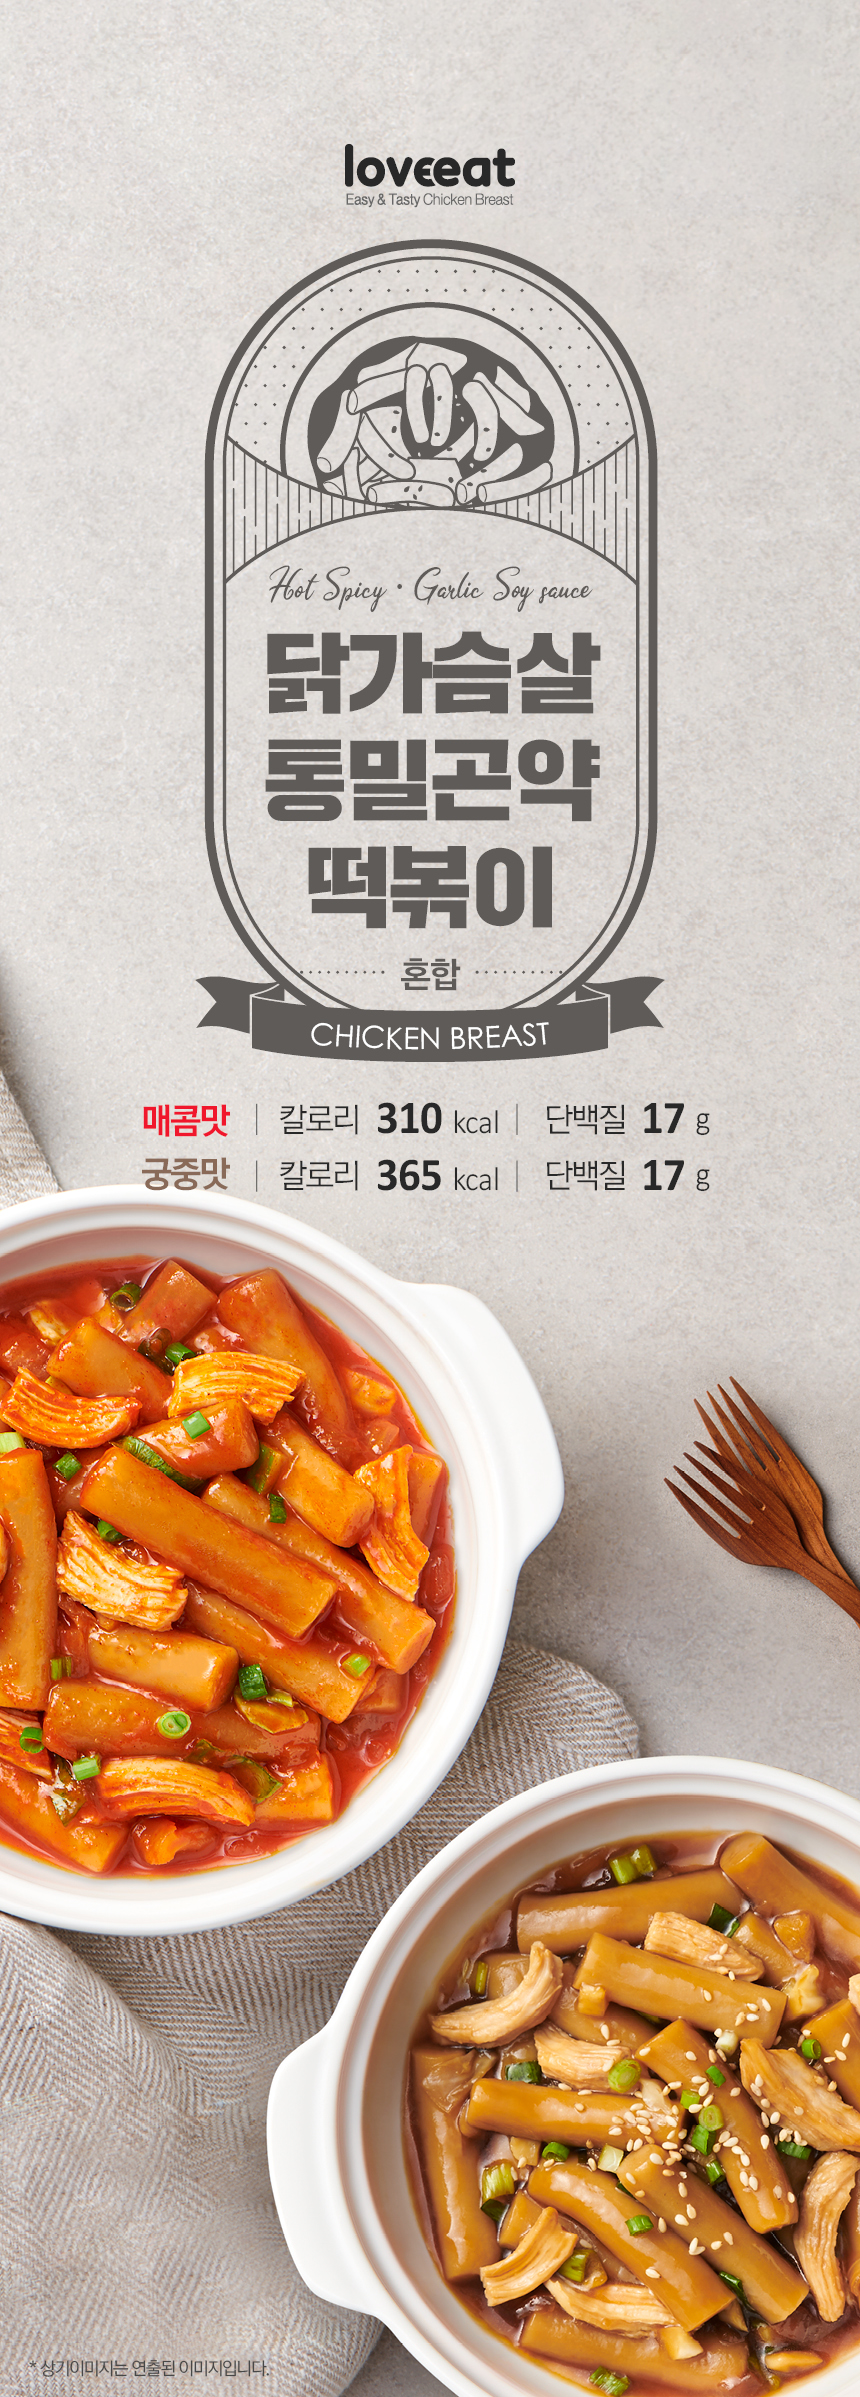 loveeat
Easy & Tasty Chicken Breast
Hot Spicy · Garlic Soy sauce
닭가슴살
통밀곤약
떡볶이
혼합
CHICKEN BREAST
매콤맛 | 칼로리 310 kcal | 단백질 17 g
궁중맛 | 칼로리 365 kcal | 단백질 17 g
* 상기이미지는 연출된 이미지입니다.